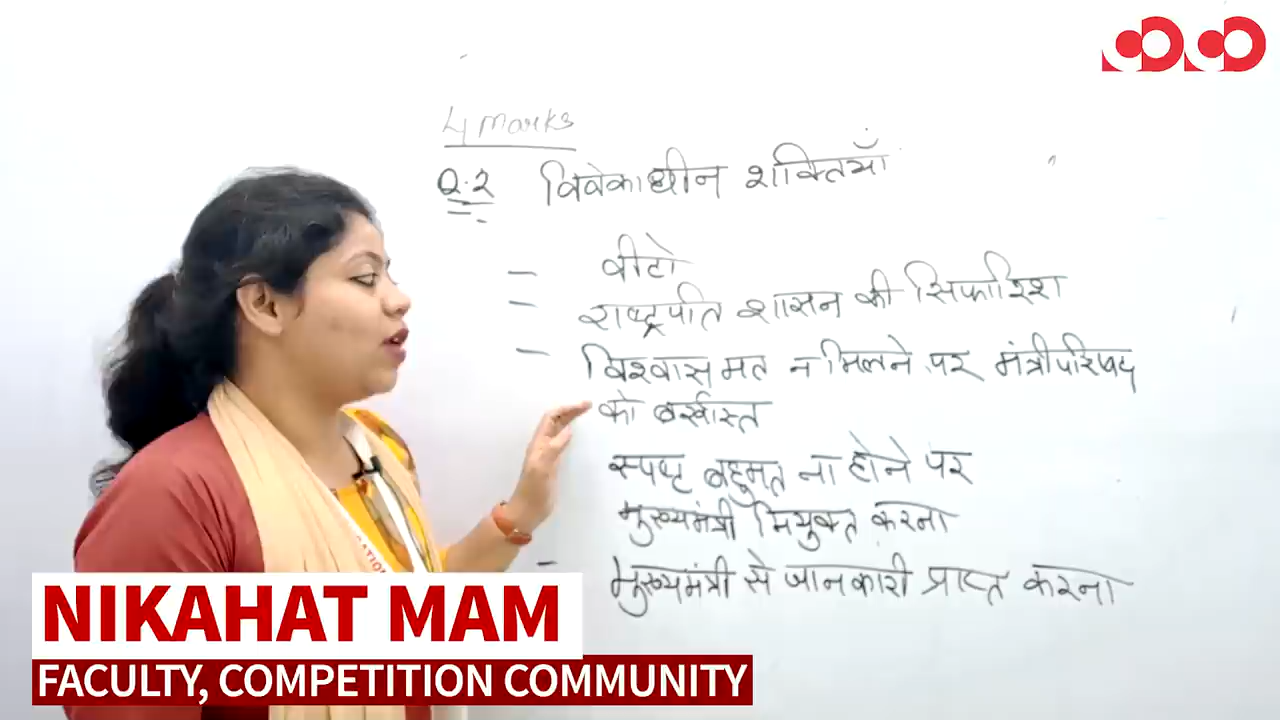 4 marks
Q.2 विवेकाधीन शक्तियाँ
- वीटो
- राष्ट्रपति शासन की सिफारिश
- विश्वास मत न मिलने पर मंत्रीपरिषद
को बर्खास्त
स्पष्ट बहुमत ना होने पर
मुख्यमंत्री नियुक्त करना
- मुख्यमंत्री से जानकारी प्राप्त करना
NIKAHAT MAM
FACULTY, COMPETITION COMMUNITY